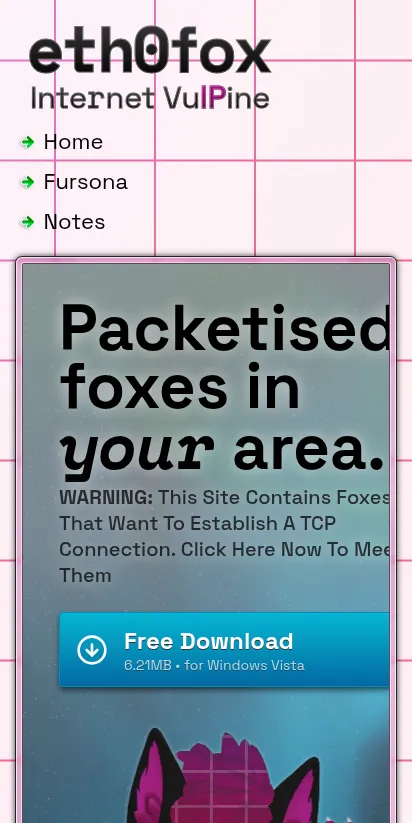 eth0fox
Internet VulPine
Home
Fursona
Notes
Packetised
foxes in
your area.
WARNING: This Site Contains Foxes
That Want To Establish A TCP
Connection. Click Here Now To Mee
Them
Free Download
6.21MB • for Windows Vista